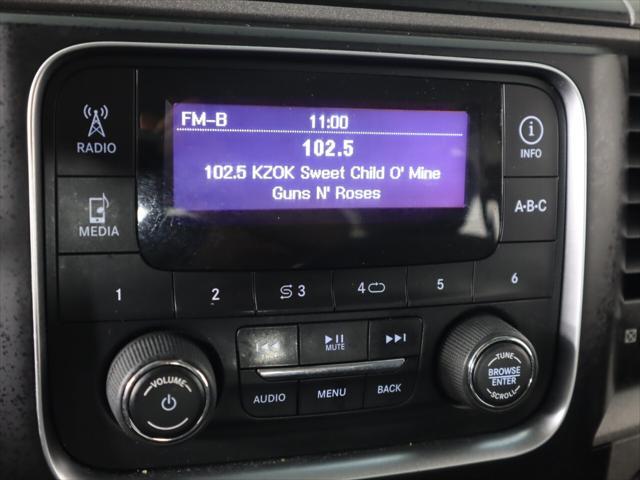 FM-B 11:00
102.5
102.5 KZOK Sweet Child O' Mine
Guns N' Roses
RADIO
MEDIA
INFO
A·B·C
1 2 3 4 5 6
MUTE
AUDIO MENU BACK
VOLUME
TUNE
BROWSE
ENTER
SCROLL